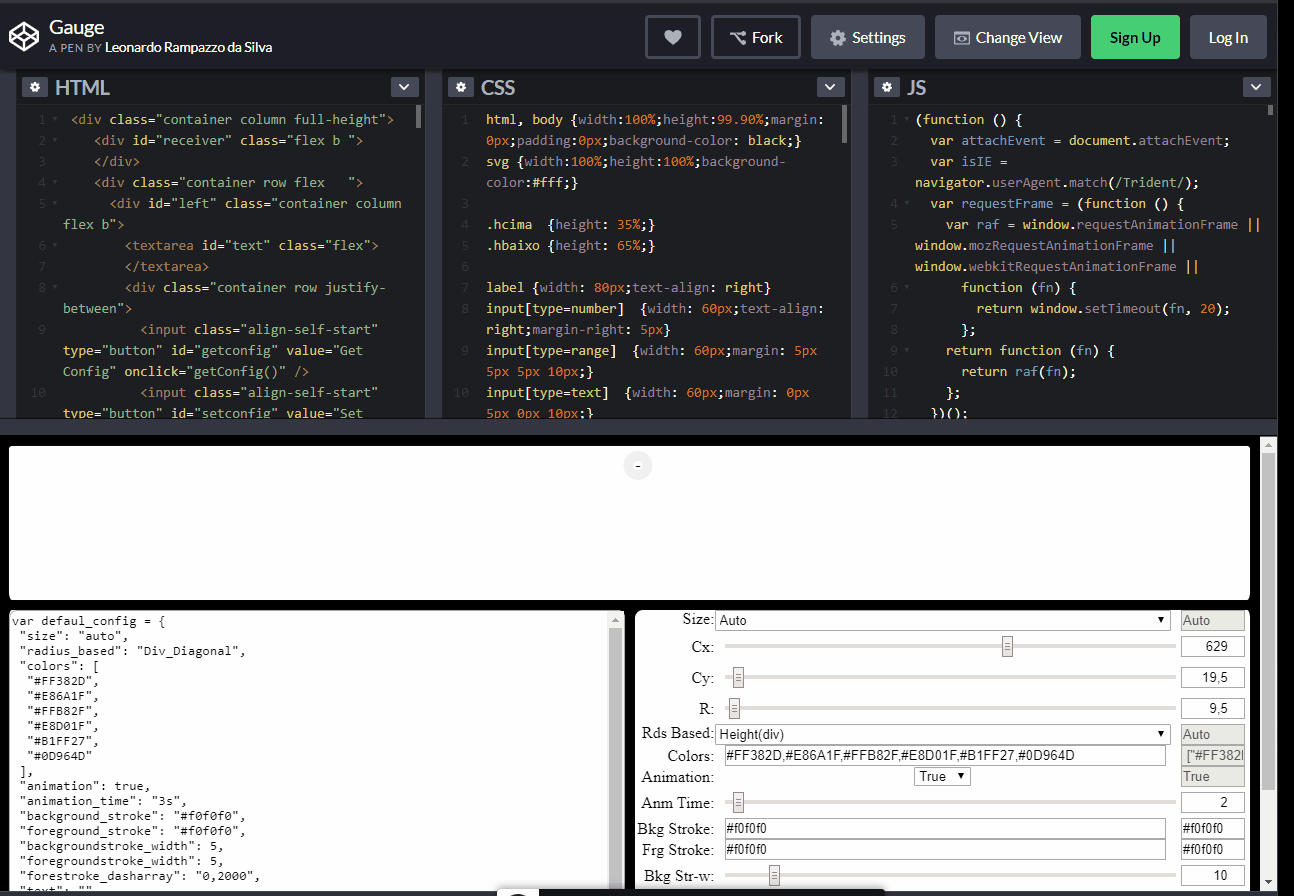 Gauge
A PEN BY Leonardo Rampazzo da Silva
Fork
Settings
Change View
Sign Up
Log In
HTML
1 <div class="container column full-height">
2 <div id="receiver" class="flex b ">
3 </div>
4 <div class="container row flex   ">
5 <div id="left" class="container column
flex b">
6 <textarea id="text" class="flex">
7 </textarea>
8 <div class="container row justify-
between">
9 <input class="align-self-start"
type="button" id="getconfig" value="Get
Config" onclick="getConfig()" />
10 <input class="align-self-start"
type="button" id="setconfig" value="Set
CSS
1 html, body {width:100%;height:99.90%;margin:
0px;padding:0px;background-color: black;}
2 svg {width:100%;height:100%;background-
color:#fff;}
3
4 .hcima  {height: 35%;}
5 .hbaixo {height: 65%;}
6
7 label {width: 80px;text-align: right}
8 input[type=number]  {width: 60px;text-align:
right;margin-right: 5px}
9 input[type=range]  {width: 60px;margin: 5px
5px 5px 10px;}
10 input[type=text]  {width: 60px;margin: 0px
5px 0px 10px;}
JS
1 (function () {
2 var attachEvent = document.attachEvent;
3 var isIE =
navigator.userAgent.match(/Trident/);
4 var requestFrame = (function () {
5 var raf = window.requestAnimationFrame ||
window.mozRequestAnimationFrame ||
window.webkitRequestAnimationFrame ||
6 function (fn) {
7 return window.setTimeout(fn, 20);
8 };
9 return function (fn) {
10 return raf(fn);
11 };
12 })();
-
var defaul_config = {
"size": "auto",
"radius_based": "Div_Diagonal",
"colors": [
"#FF382D",
"#E86A1F",
"#FFB82F",
"#E8D01F",
"#B1FF27",
"#0D964D"
],
"animation": true,
"animation_time": "3s",
"background_stroke": "#f0f0f0",
"foreground_stroke": "#f0f0f0",
"backgroundstroke_width": 5,
"foregroundstroke_width": 5,
"forestroke_dasharray": "0,2000",
"text": ""
Size: Auto Auto
Cx: 629
Cy: 19,5
R: 9,5
Rds Based: Height(div) Auto
Colors: #FF382D,#E86A1F,#FFB82F,#E8D01F,#B1FF27,#0D964D ["#FF382
Animation: True True
Anm Time: 2
Bkg Stroke: #f0f0f0 #f0f0f0
Frg Stroke: #f0f0f0 #f0f0f0
Bkg Str-w: 10